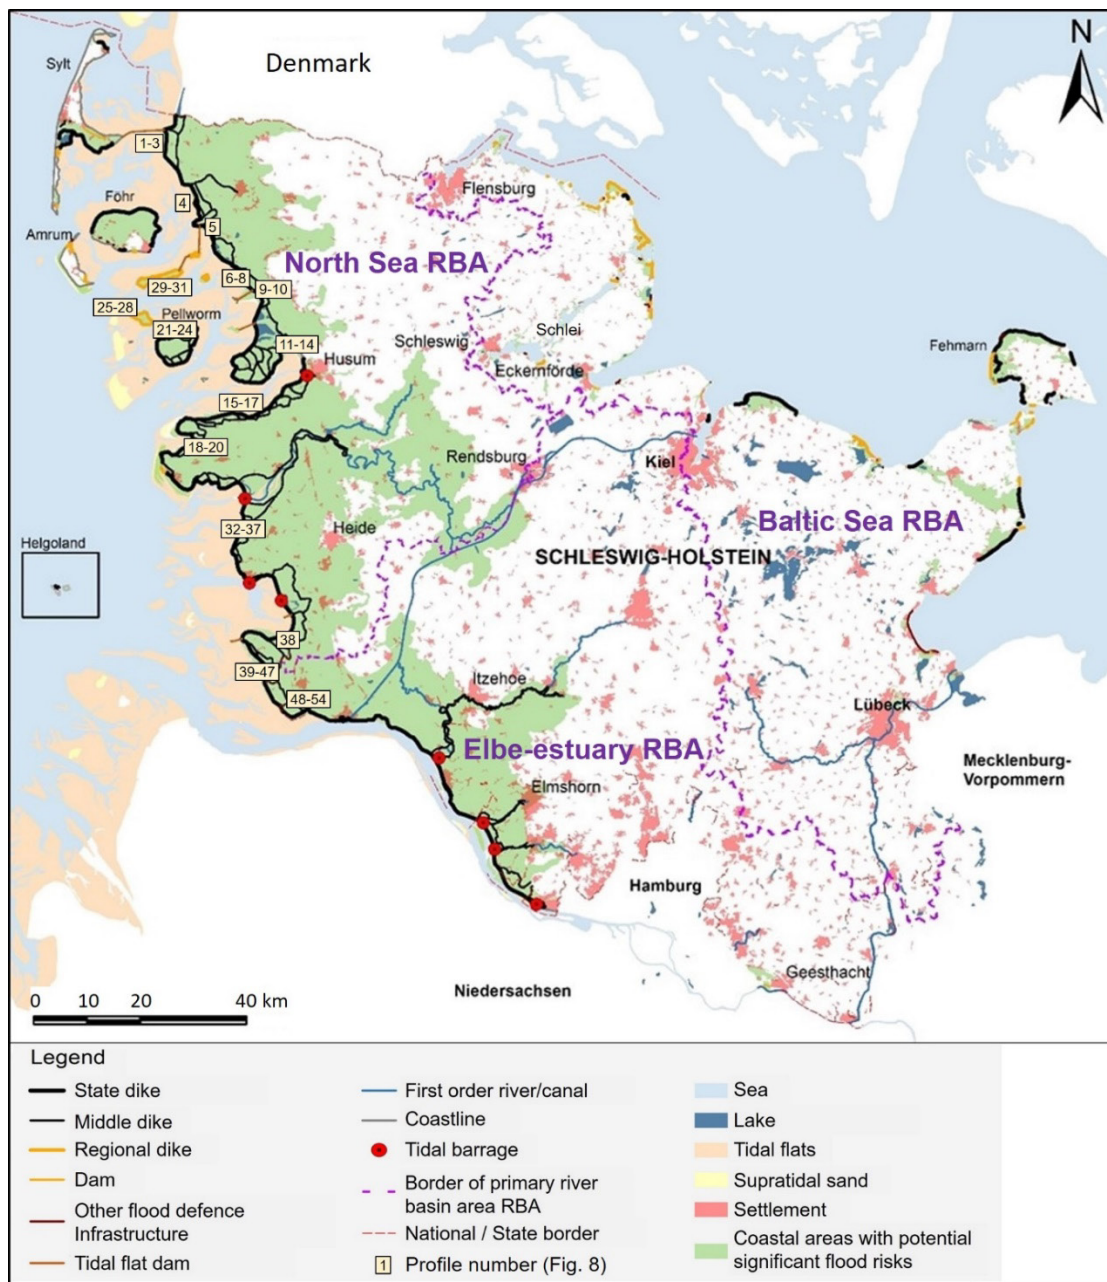 Denmark
N
Sylt
1-3
Flensburg
Föhr
4
5
Amrum
North Sea RBA
6-8
29-31
9-10
25-28
Pellworm
21-24
Schlei
Schleswig
11-14
Husum
Eckernförde
Fehmarn
15-17
18-20
Rendsburg
Kiel
32-37
Heide
Baltic Sea RBA
Helgoland
SCHLESWIG-HOLSTEIN
38
39-47
Itzehoe
48-54
Lübeck
Elbe-estuary RBA
Mecklenburg-
Vorpommern
Elmshorn
Hamburg
Geesthacht
Niedersachsen
0 10 20 40 km
Legend
State dike
Middle dike
Regional dike
Dam
Other flood defence
Infrastructure
Tidal flat dam
First order river/canal
Coastline
Tidal barrage
Border of primary river
basin area RBA
National / State border
1 Profile number (Fig. 8)
Sea
Lake
Tidal flats
Supratidal sand
Settlement
Coastal areas with potential
significant flood risks